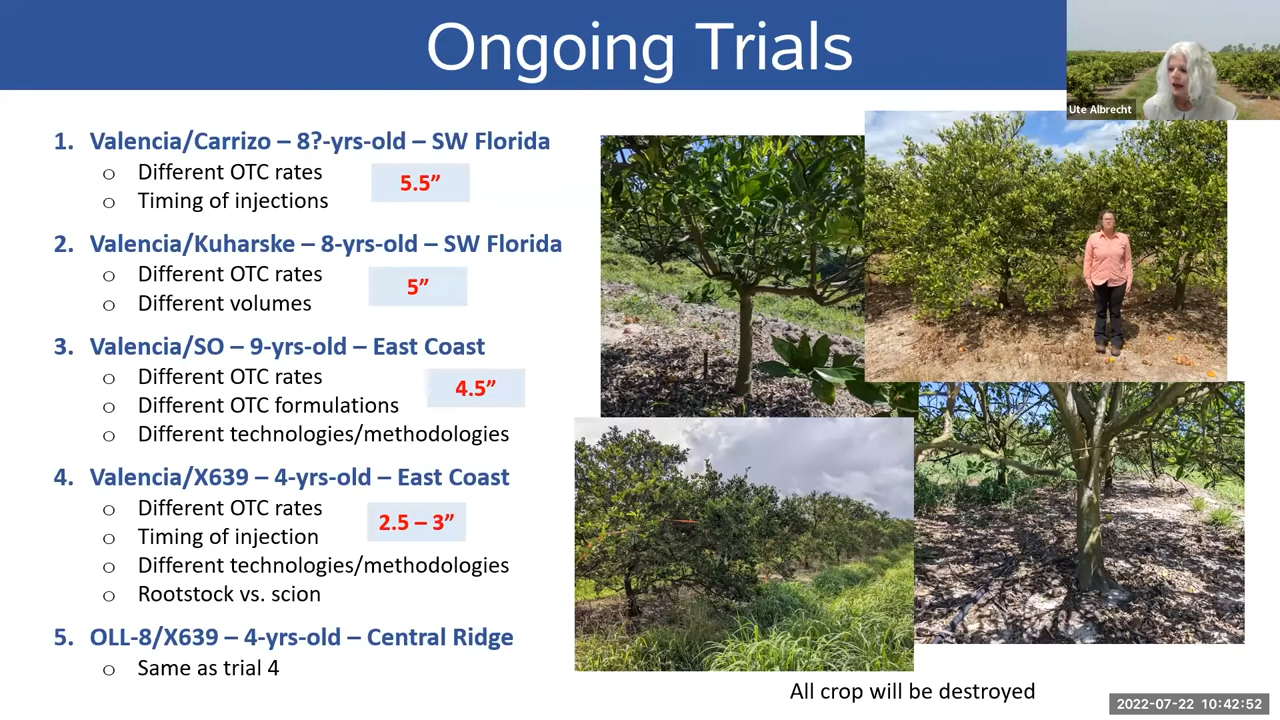 Ongoing Trials
Ute Albrecht
1. Valencia/Carrizo – 8?-yrs-old – SW Florida
o Different OTC rates
o Timing of injections
5.5”
2. Valencia/Kuharske – 8-yrs-old – SW Florida
o Different OTC rates
o Different volumes
5”
3. Valencia/SO – 9-yrs-old – East Coast
o Different OTC rates
o Different OTC formulations
o Different technologies/methodologies
4.5”
4. Valencia/X639 – 4-yrs-old – East Coast
o Different OTC rates
o Timing of injection
o Different technologies/methodologies
o Rootstock vs. scion
2.5 – 3”
5. OLL-8/X639 – 4-yrs-old – Central Ridge
o Same as trial 4
All crop will be destroyed
2022-07-22 10:42:52